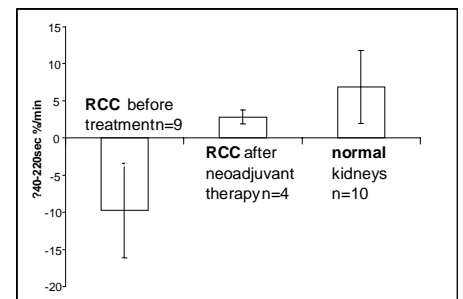 15
10
5
0
-5
-10
-15
-20
?40-220sec %/min
RCC before
treatmentn=9
RCC after
neoadjuvant
therapyn=4
normal
kidneys
n=10